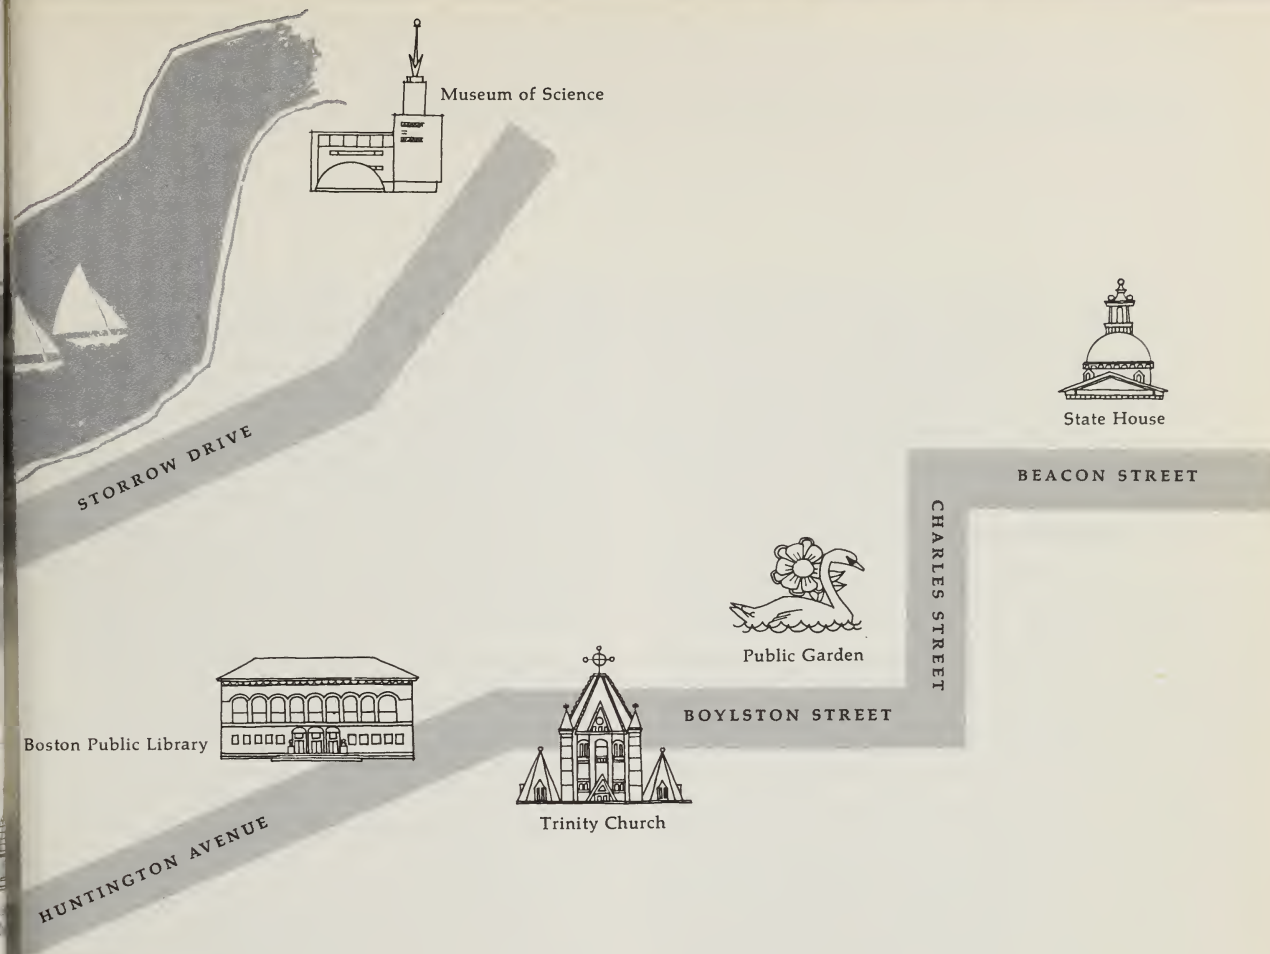 Museum of Science
State House
BEACON STREET
STORROW DRIVE
CHARLES STREET
Public Garden
BOYLSTON STREET
Boston Public Library
Trinity Church
HUNTINGTON AVENUE